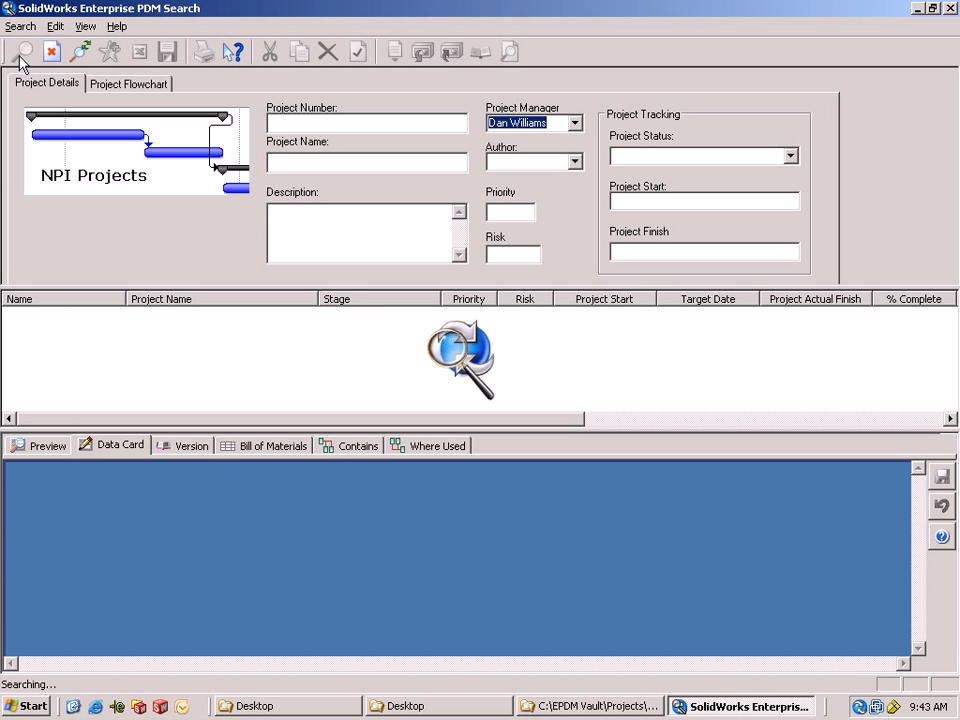 SolidWorks Enterprise PDM Search
Search Edit View Help
Project Details Project Flowchart
NPI Projects
Project Number:
Project Name:
Description:
Project Manager
Dan Williams
Author:
Priority
Risk
Project Tracking
Project Status:
Project Start:
Project Finish
Name Project Name Stage Priority Risk Project Start Target Date Project Actual Finish % Complete
Preview Data Card Version Bill of Materials Contains Where Used
Searching...
Start Desktop Desktop C:\EPDM Vault\Projects\... SolidWorks Enterpris... 9:43 AM